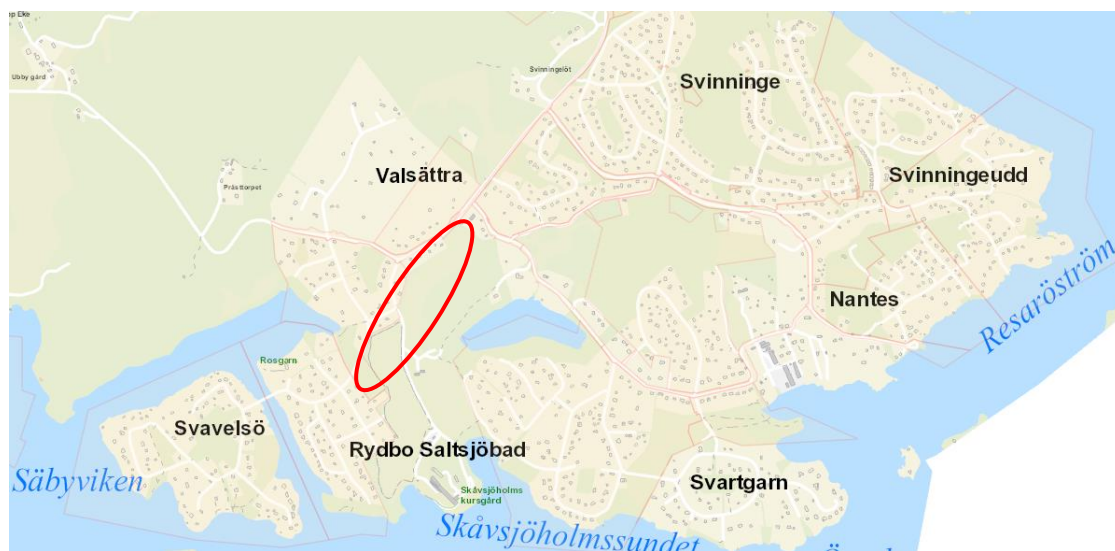 Ubby gård
Svinningelöt
Svinninge
Valsättra
Svinningeudd
Prästtorpet
Nantes
Resaröström
Rosgarn
Svavelsö
Rydbo Saltsjöbad
Säbyviken
Svartgarn
Skåvsjöholms
kursgård
Skåvsjöholmssundet